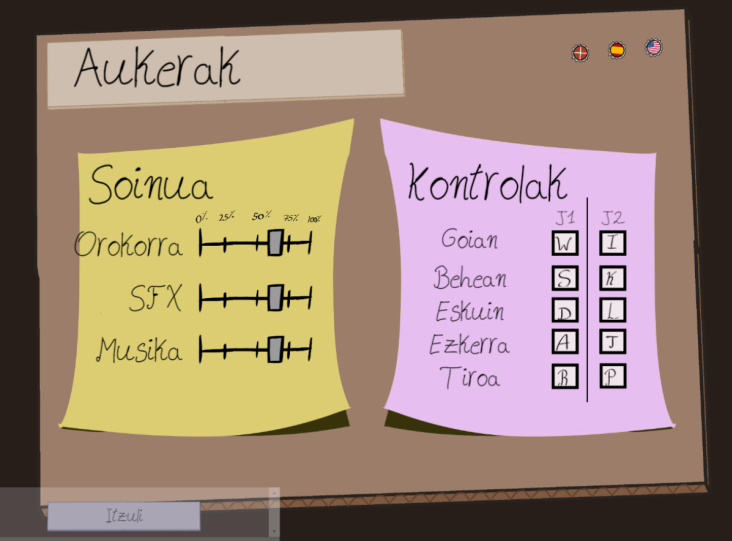 Aukerak
Soinua
0% 25% 50% 75% 100%
Orokorra
SFX
Musika
Kontrolak
J1 J2
Goian W I
Behean S K
Eskuin D L
Ezkerra A J
Tiroa R P
Itzuli